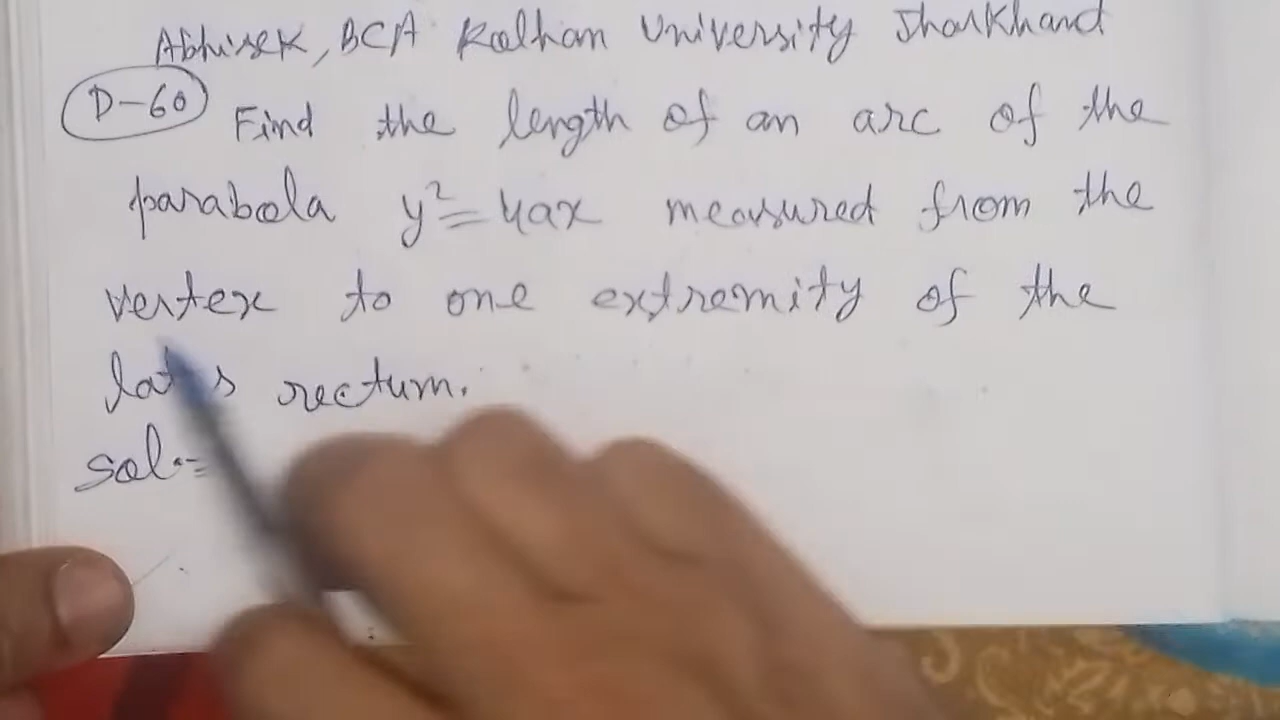 Abhisek, BCA Kolhan University Jharkhand
D-60 Find the length of an arc of the
parabola y²=4ax measured from the
vertex to one extremity of the
rectum.
Sol:-